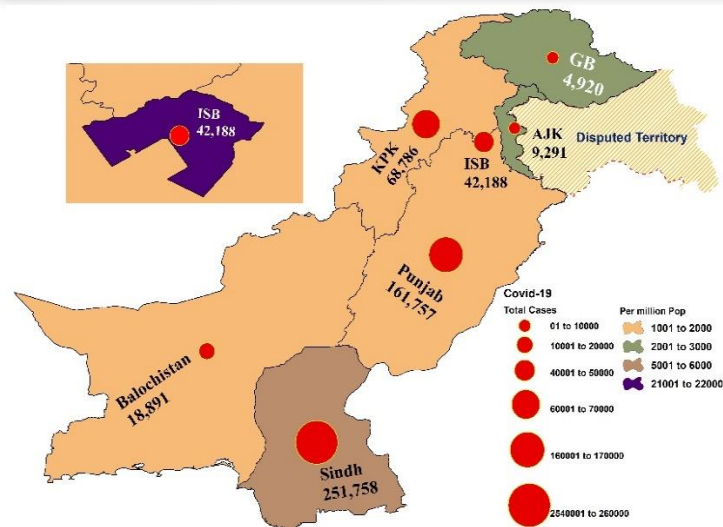 ISB
42,188
GB
4,920
AJK
9,291
Disputed Territory
KPK
68,786
ISB
42,188
Punjab
161,757
Balochistan
18,891
Sindh
251,758
Covid-19
Total Cases
01 to 10000
10001 to 20000
40001 to 50000
60001 to 70000
160001 to 170000
2540001 to 260000
Per million Pop
1001 to 2000
2001 to 3000
5001 to 6000
21001 to 22000